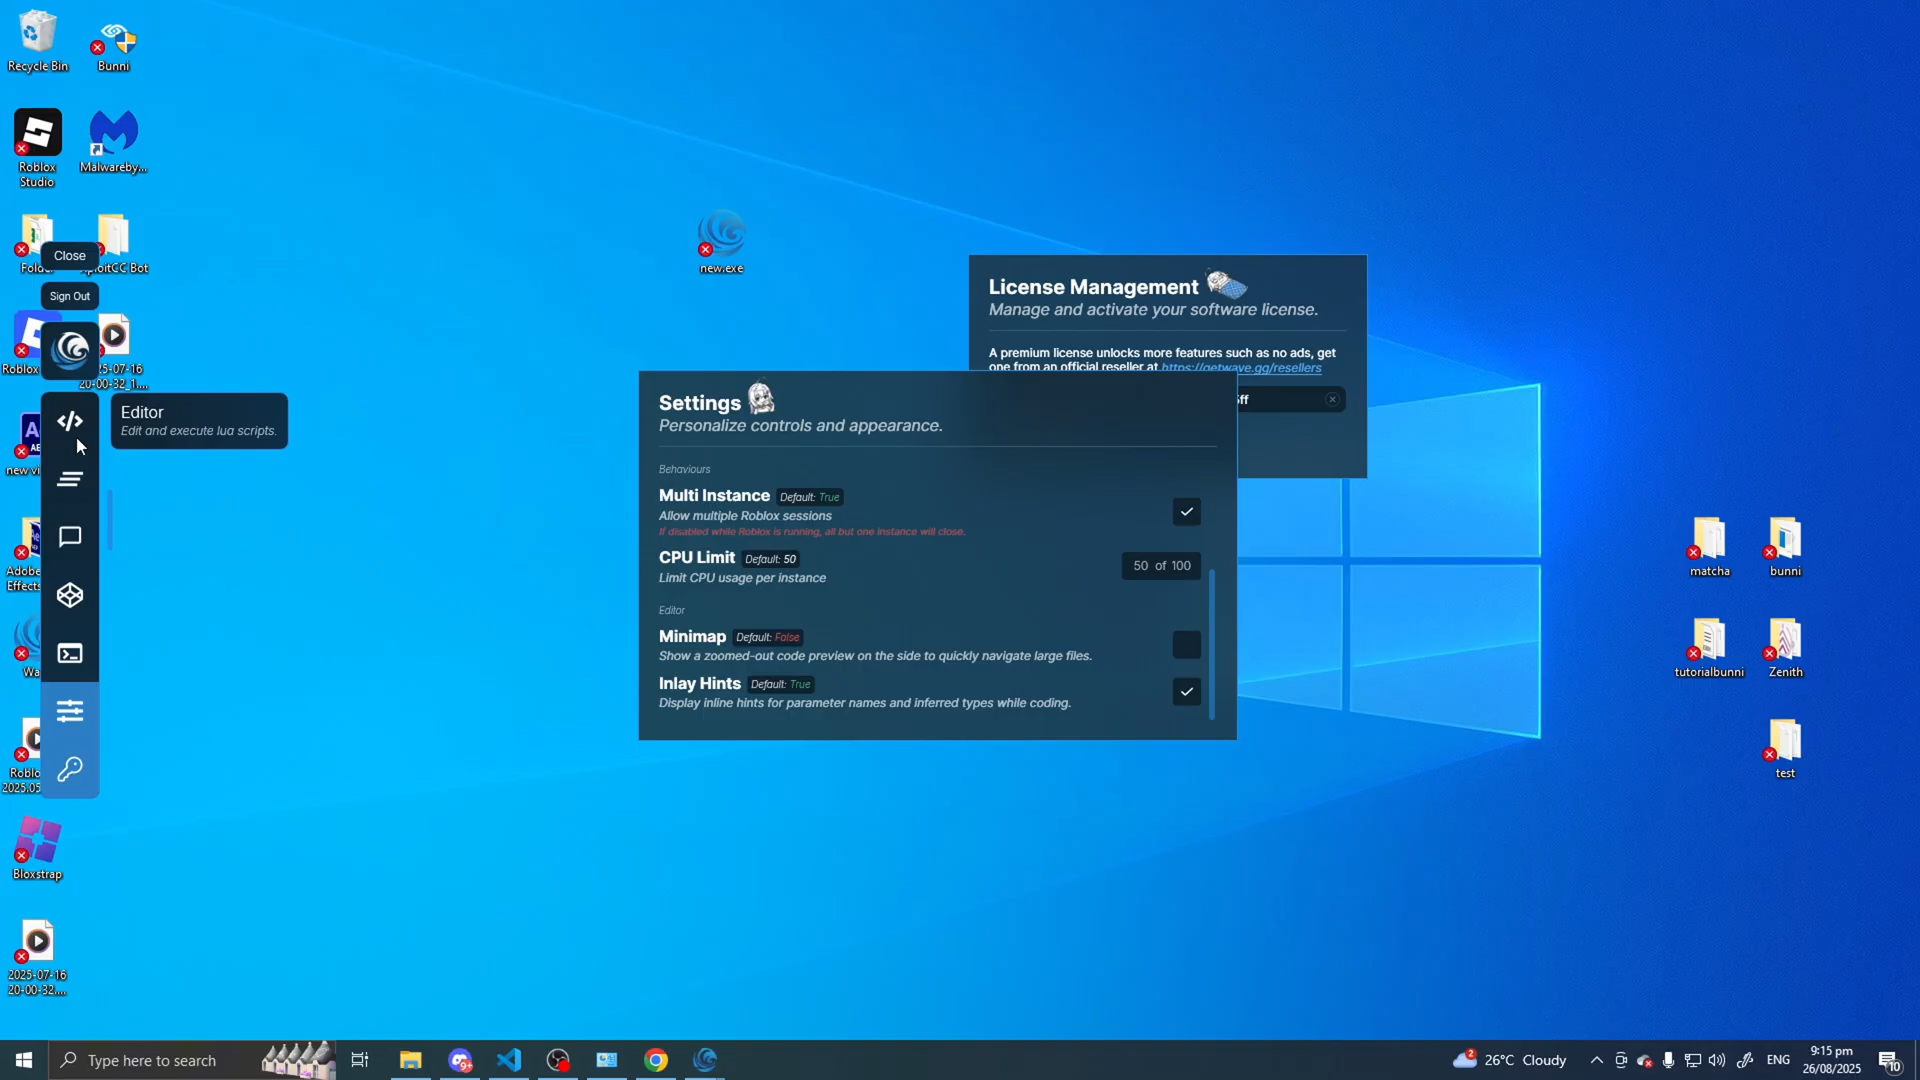 Recycle Bin
Bunni
Roblox
Studio
Malwareby...
Close
XploitCC Bot
new.exe
Sign Out
Roblox
2025-07-16
20-00-32_1....
Editor
Edit and execute lua scripts.
new vi
Adobe
Effects
License Management
Manage and activate your software license.
A premium license unlocks more features such as no ads, get
one from an official reseller at https://getwave.gg/resellers
Settings
Personalize controls and appearance.
Behaviours
Multi Instance Default: True
Allow multiple Roblox sessions
If disabled while Roblox is running, all but one instance will close.
CPU Limit Default: 50
Limit CPU usage per instance
50 of 100
Editor
Minimap Default: False
Show a zoomed-out code preview on the side to quickly navigate large files.
Inlay Hints Default: True
Display inline hints for parameter names and inferred types while coding.
matcha
bunni
tutorialbunni
Zenith
test
Wa
Roblo
2025.05
Bloxstrap
2025-07-16
20-00-32....
Type here to search
9+
2
26°C Cloudy
ENG
9:15 pm
26/08/2025
10